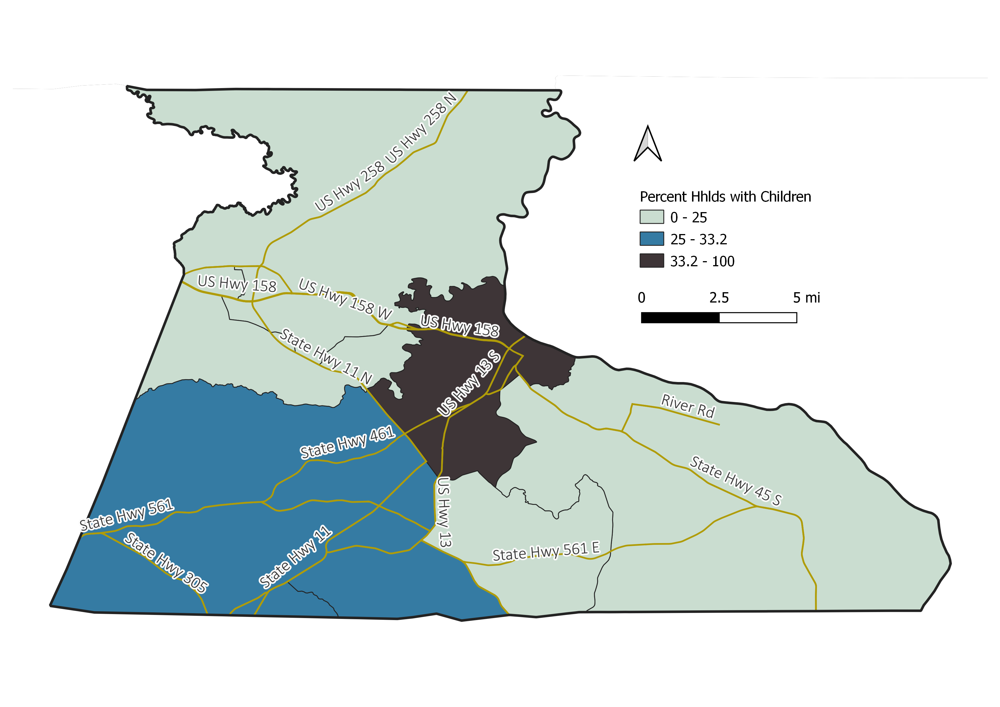 US Hwy 258 N
US Hwy 258
Percent Hhlds with Children
0 - 25
25 - 33.2
33.2 - 100
US Hwy 158
US Hwy 158 W
0 2.5 5 mi
US Hwy 158
State Hwy 11 N
US Hwy 13 S
River Rd
State Hwy 461
State Hwy 45 S
State Hwy 561
US Hwy 13
State Hwy 305
State Hwy 11
State Hwy 561 E